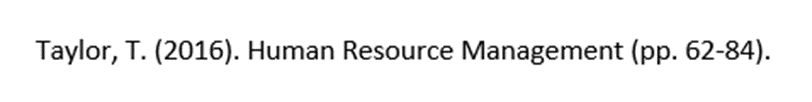 Taylor, T. (2016). Human Resource Management (pp. 62-84).